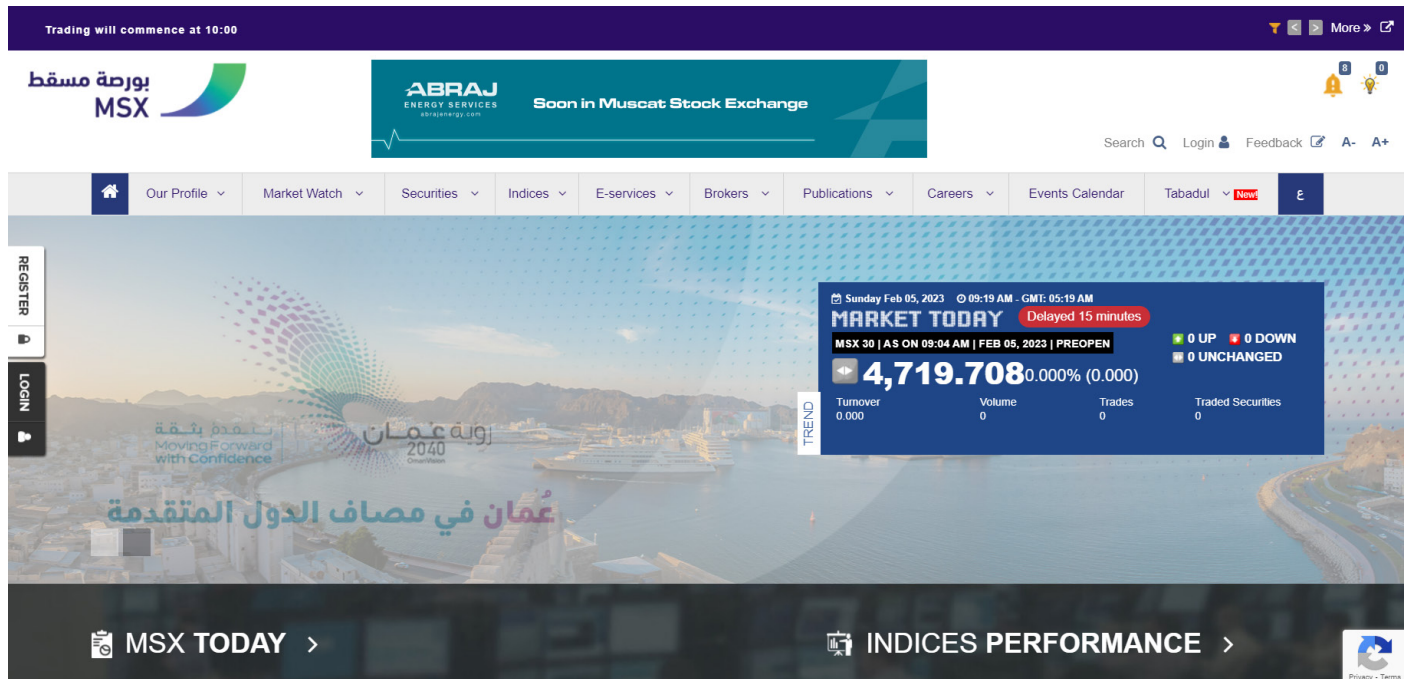 Trading will commence at 10:00
More »
بورصة مسقط
MSX
ABRAJ
ENERGY SERVICES
abrajenergy.com
Soon in Muscat Stock Exchange
8
0
Search
Login
Feedback
A-
A+
Our Profile
Market Watch
Securities
Indices
E-services
Brokers
Publications
Careers
Events Calendar
Tabadul
New!
ع
REGISTER
LOGIN
Sunday Feb 05, 2023 09:19 AM - GMT: 05:19 AM
MARKET TODAY
Delayed 15 minutes
MSX 30 | AS ON 09:04 AM | FEB 05, 2023 | PREOPEN
0 UP 0 DOWN
0 UNCHANGED
4,719.708 0.000% (0.000)
TREND
Turnover Volume Trades Traded Securities
0.000 0 0 0
نتقدم بثقة
Moving Forward
with Confidence
رؤية عُمان
2040
OmanVision
عُمان في مصاف الدول المتقدمة
MSX TODAY >
INDICES PERFORMANCE >
Privacy - Terms